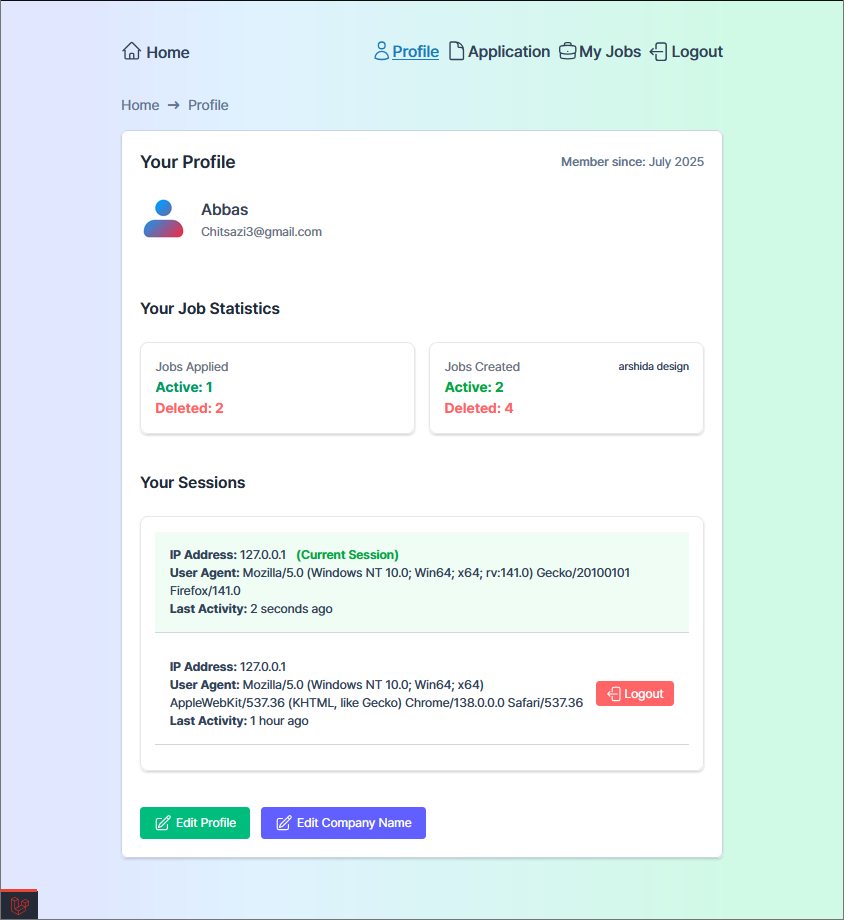 Home Profile Application My Jobs Logout
Home → Profile
Your Profile Member since: July 2025
Abbas
Chitsazi3@gmail.com
Your Job Statistics
Jobs Applied
Active: 1
Deleted: 2
Jobs Created arshida design
Active: 2
Deleted: 4
Your Sessions
IP Address: 127.0.0.1 (Current Session)
User Agent: Mozilla/5.0 (Windows NT 10.0; Win64; x64; rv:141.0) Gecko/20100101
Firefox/141.0
Last Activity: 2 seconds ago
IP Address: 127.0.0.1
User Agent: Mozilla/5.0 (Windows NT 10.0; Win64; x64)
AppleWebKit/537.36 (KHTML, like Gecko) Chrome/138.0.0.0 Safari/537.36
Last Activity: 1 hour ago
Logout
Edit Profile Edit Company Name